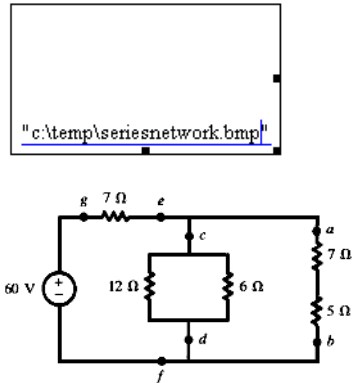 "c:\temp\seriesnetwork.bmp"
g 7 Ω e
c
a
7 Ω
60 V + − 12 Ω 6 Ω
5 Ω
d
b
f